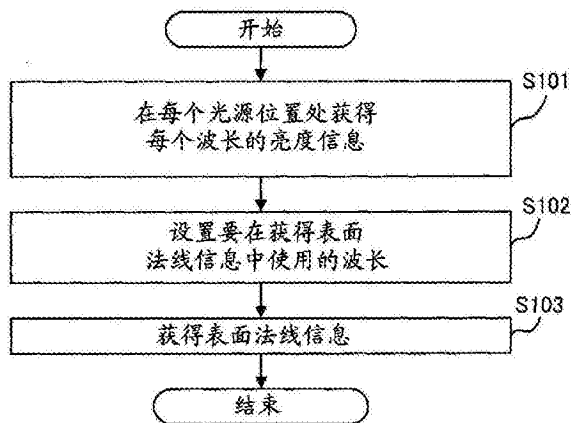 开始
S101
在每个光源位置处获得
每个波长的亮度信息
S102
设置要在获得表面
法线信息中使用的波长
S103
获得表面法线信息
结束